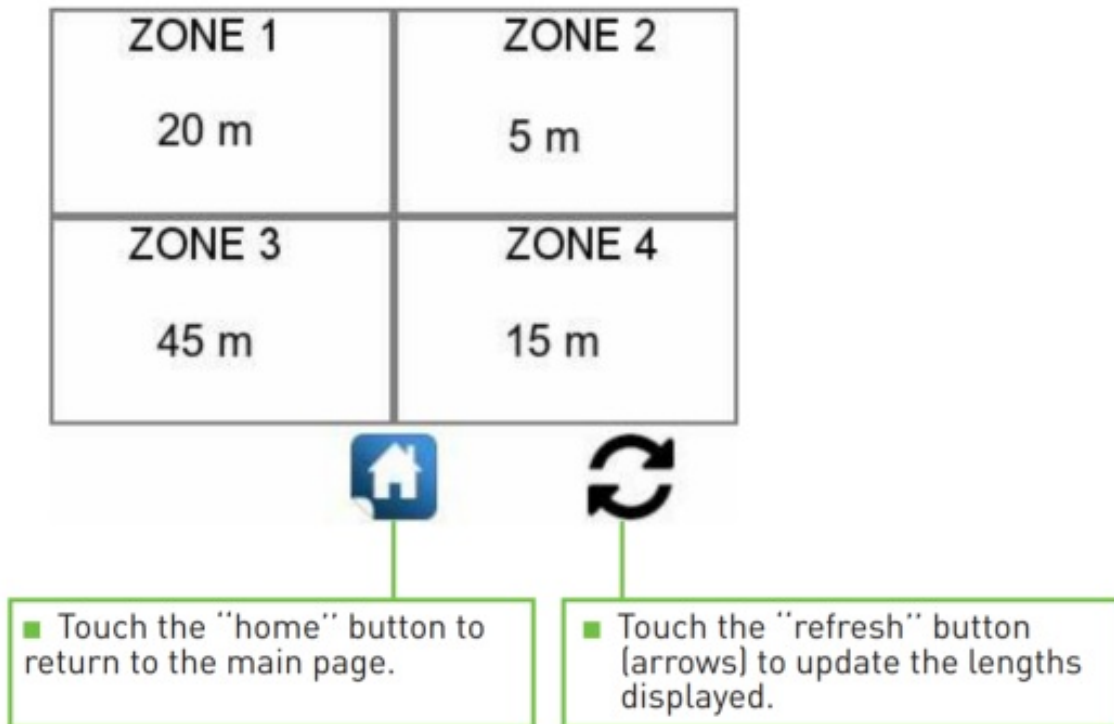 ZONE 1
20 m
ZONE 2
5 m
ZONE 3
45 m
ZONE 4
15 m
■ Touch the ‘‘home’’ button to
return to the main page.
■ Touch the ‘‘refresh’’ button
(arrows) to update the lengths
displayed.